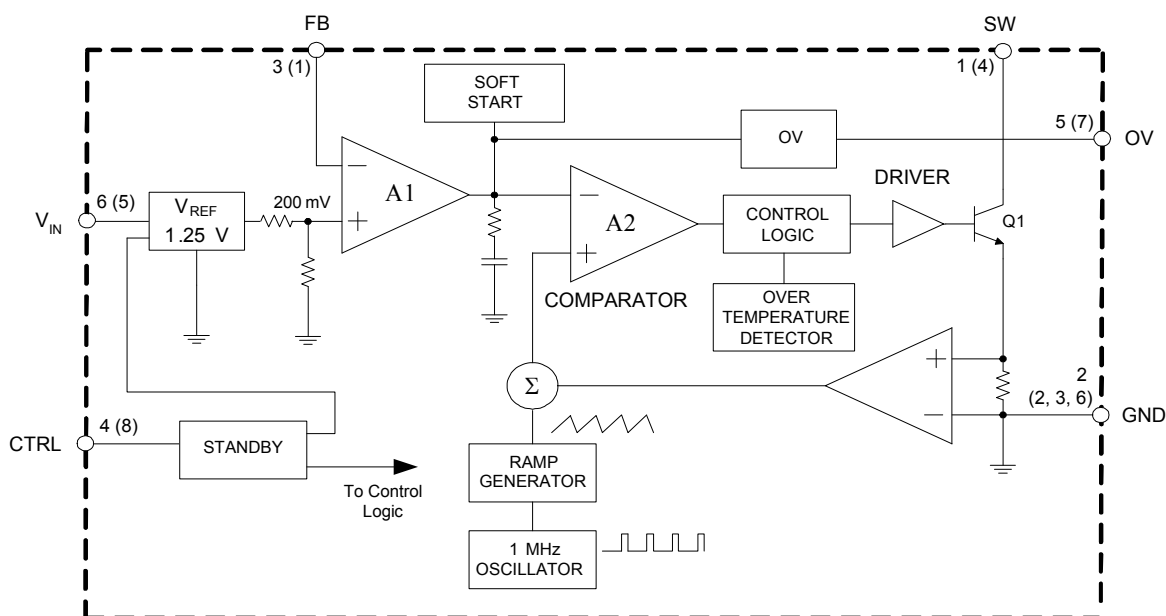 FB
SW
3 (1)
1 (4)
SOFT
START
OV
5 (7)
OV
A1
DRIVER
6 (5)
V_IN
V_REF
1.25 V
200 mV
A2
CONTROL
LOGIC
Q1
COMPARATOR
OVER
TEMPERATURE
DETECTOR
Σ
2
(2, 3, 6)
GND
CTRL
4 (8)
STANDBY
To Control
Logic
RAMP
GENERATOR
1 MHz
OSCILLATOR